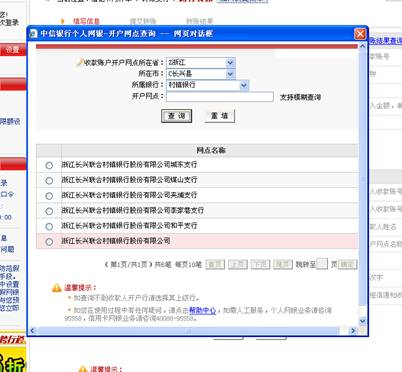 填写信息 提交转账 转账结果
中信银行个人网银--开户网点查询 -- 网页对话框
收款账户开户网点所在省： Z浙江
所在市： C长兴县
所属银行： 村镇银行
开户网点： 支持模糊查询
查 询 重 填
网点名称
浙江长兴联合村镇银行股份有限公司城东支行
浙江长兴联合村镇银行股份有限公司煤山支行
浙江长兴联合村镇银行股份有限公司夹浦支行
浙江长兴联合村镇银行股份有限公司李家巷支行
浙江长兴联合村镇银行股份有限公司和平支行
浙江长兴联合村镇银行股份有限公司
（第1页/共1页）共6笔 每页10笔 首页 上页 下页 尾页 跳转至 页 确定
温馨提示：
如查询不到收款人开户行请选择其上级行。
如您在使用过程中有任何疑问，请点击帮助中心，如需人工服务，个人网银业务请咨询
95558，信用卡网银业务请咨询40088-95558。
温馨提示：